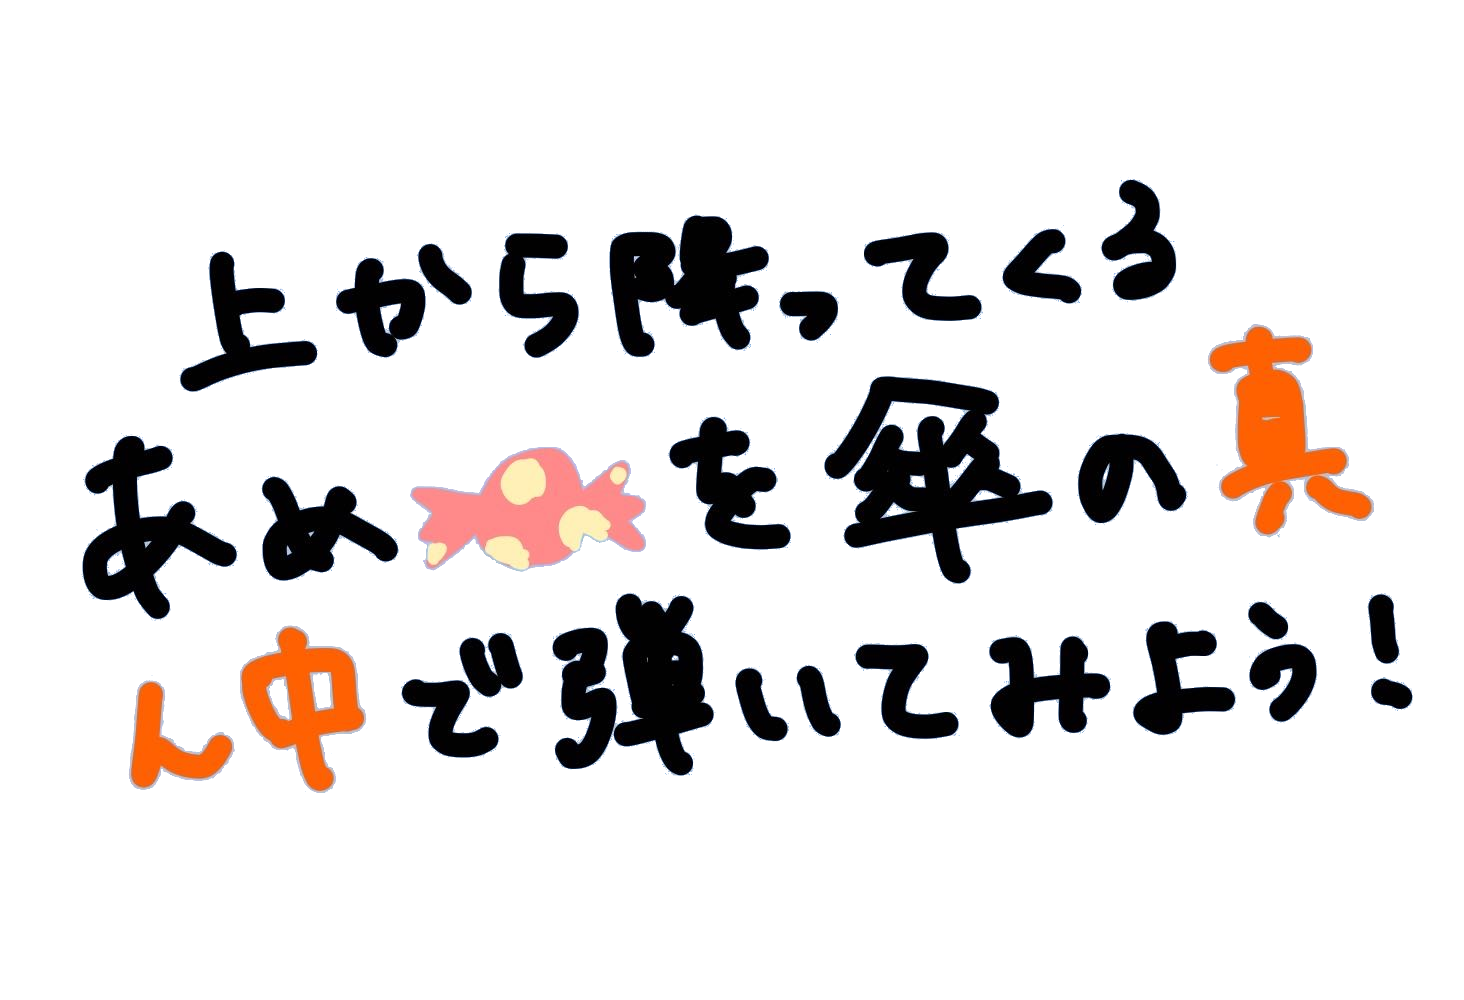 上から降ってくる
あめを傘の真
ん中で弾いてみよう!